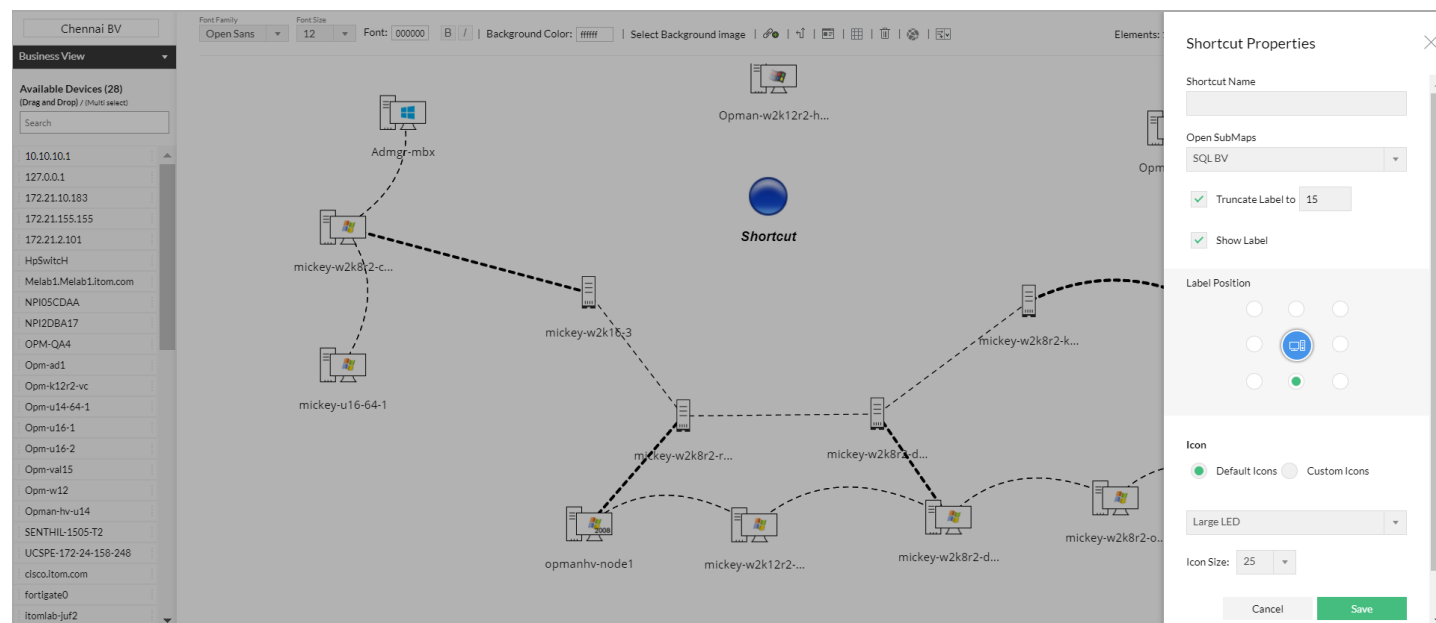 Chennai BV
Business View
Available Devices (28)
(Drag and Drop) / (Multi select)
Search
10.10.10.1
127.0.0.1
172.21.10.183
172.21.155.155
172.21.2.101
HpSwitcH
Melab1.Melab1.itom.com
NPI05CDAA
NPI2DBA17
OPM-QA4
Opm-ad1
Opm-k12r2-vc
Opm-u14-64-1
Opm-u16-1
Opm-u16-2
Opm-val15
Opm-w12
Opman-hv-u14
SENTHIL-1505-T2
UCSPE-172-24-158-248
cisco.itom.com
fortigate0
itomlab-juf2
Font Family Font Size
Open Sans 12 Font: 000000 B I | Background Color: ffffff | Select Background image | | | | | | |
Elements:
Opman-w2k12r2-h...
Admgr-mbx
Opm
Shortcut
mickey-w2k8r2-c...
mickey-w2k16-3
mickey-w2k8r2-k...
mickey-u16-64-1
mickey-w2k8r2-r...
mickey-w2k8r2-d...
2008
opmanhv-node1
mickey-w2k12r2-...
mickey-w2k8r2-d...
mickey-w2k8r2-o...
Shortcut Properties
Shortcut Name
Open SubMaps
SQL BV
Truncate Label to 15
Show Label
Label Position
Icon
Default Icons Custom Icons
Large LED
Icon Size: 25
Cancel Save